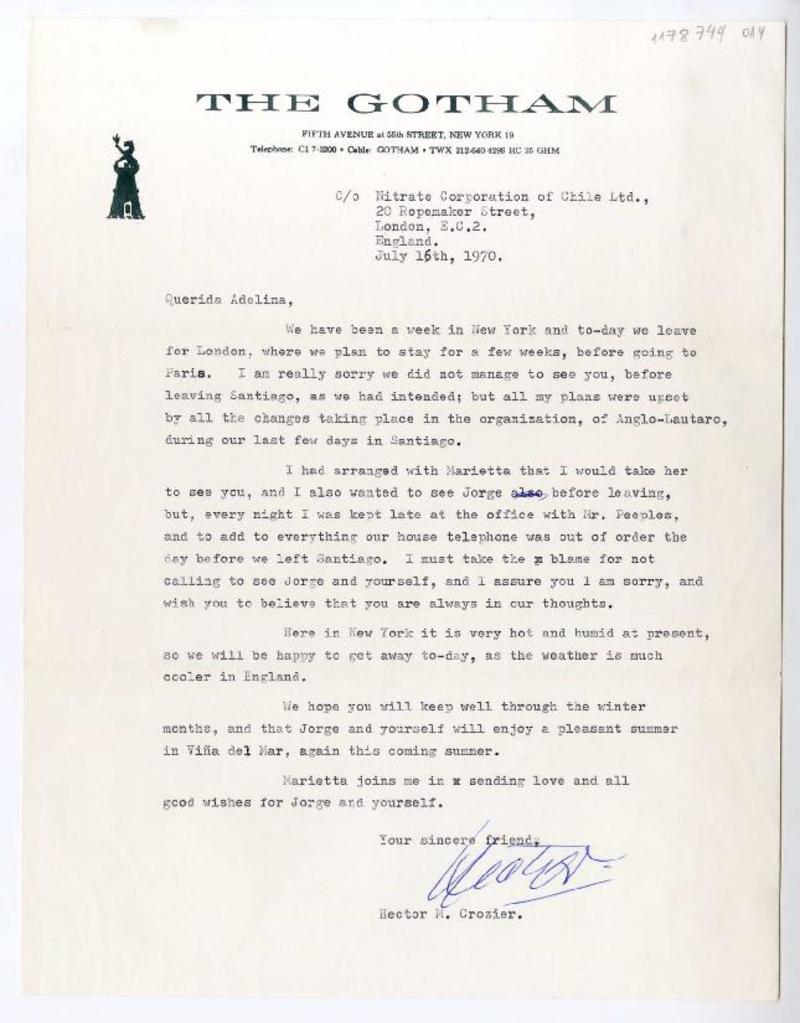 1178 744 014
THE GOTHAM
FIFTH AVENUE at 55th STREET, NEW YORK 19
Telephone: CI 7-2200 • Cable: GOTHAM • TWX 212-640-4296 RC 25 GHM
C/o Nitrate Corporation of Chile Ltd.,
20 Ropemaker Street,
London, E.C.2.
England.
July 16th, 1970.
Querida Adelina,
We have been a week in New York and to-day we leave
for London, where we plan to stay for a few weeks, before going to
Paris. I am really sorry we did not manage to see you, before
leaving Santiago, as we had intended; but all my plans were upset
by all the changes taking place in the organization, of Anglo-Lautaro,
during our last few days in Santiago.
I had arranged with Marietta that I would take her
to see you, and I also wanted to see Jorge also, before leaving,
but, every night I was kept late at the office with Mr. Peeples,
and to add to everything our house telephone was out of order the
day before we left Santiago. I must take the x blame for not
calling to see Jorge and yourself, and I assure you I am sorry, and
wish you to believe that you are always in our thoughts.
Here in New York it is very hot and humid at present,
so we will be happy to get away to-day, as the weather is much
cooler in England.
We hope you will keep well through the winter
months, and that Jorge and yourself will enjoy a pleasant summer
in Viña del Mar, again this coming summer.
Marietta joins me in x sending love and all
good wishes for Jorge and yourself.
Your sincere friend,
Hector
Hector M. Crozier.